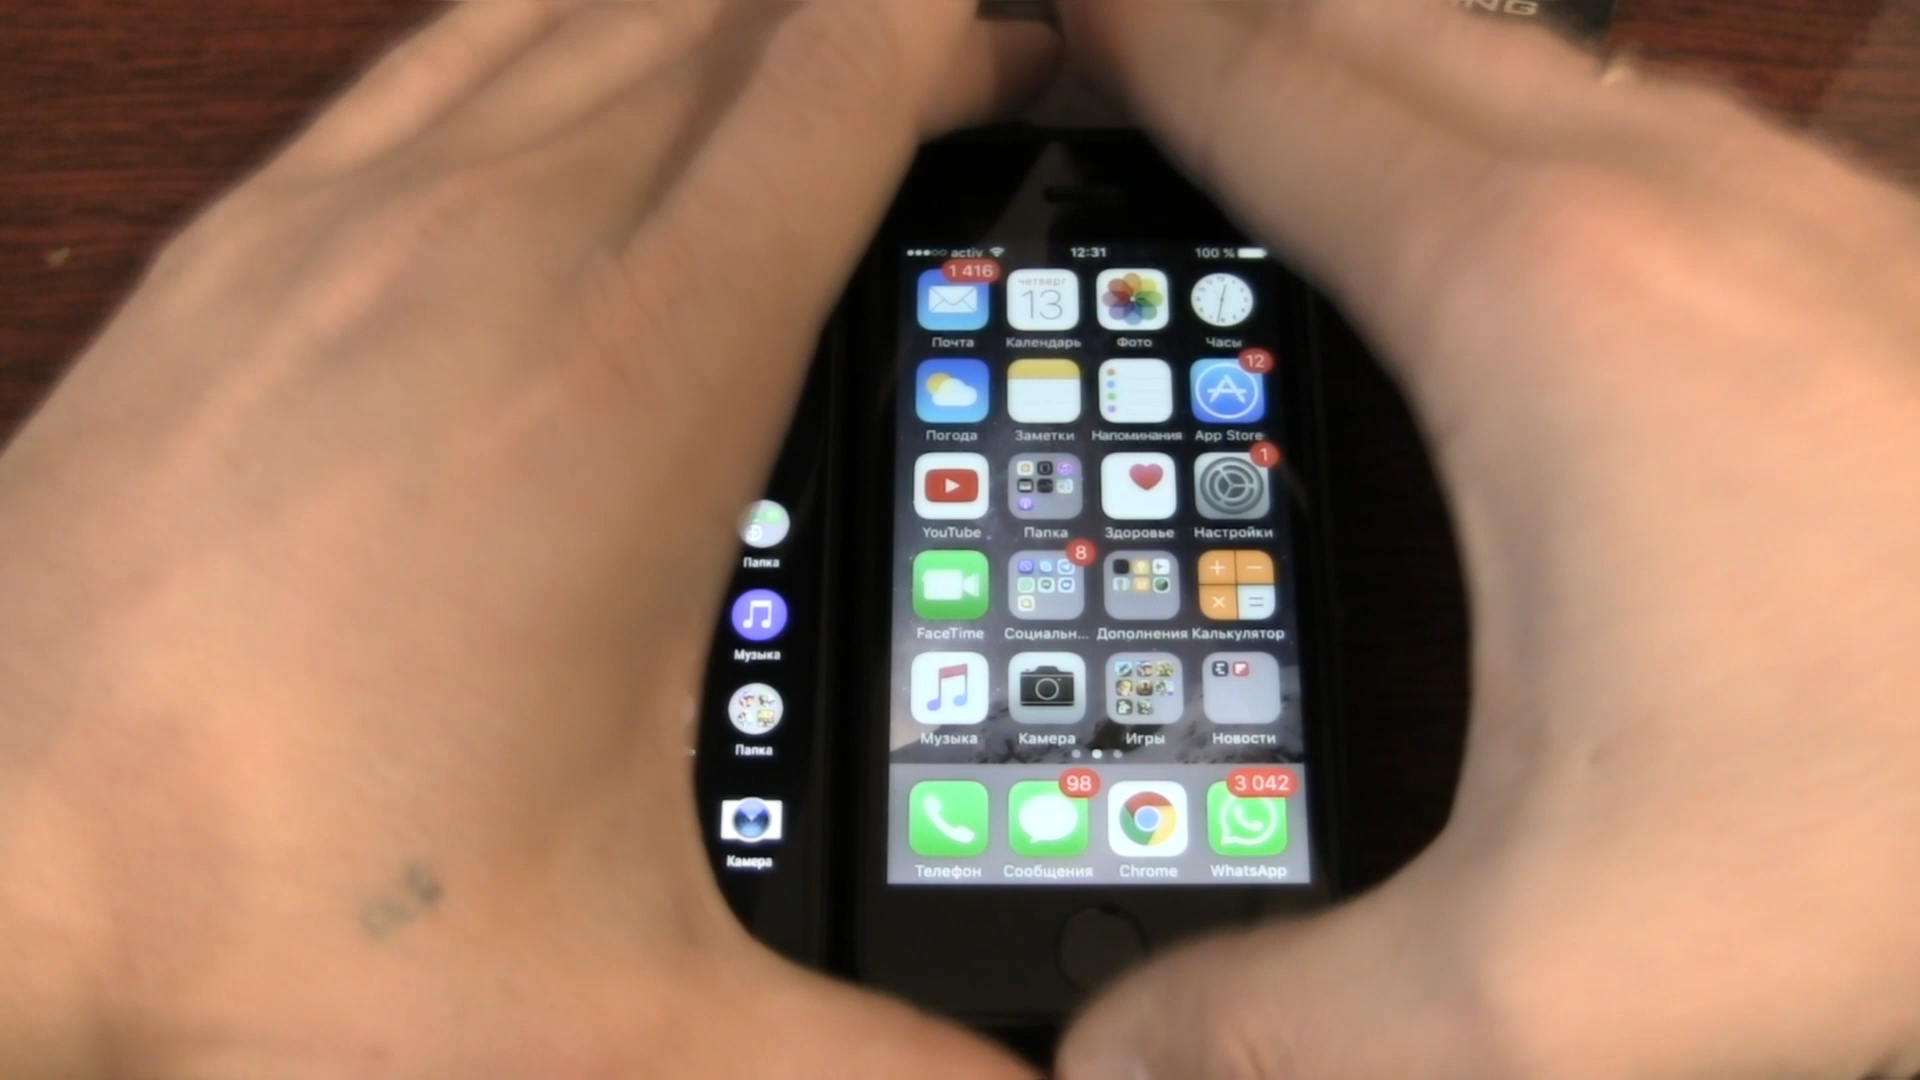 NG
activ 12:31 100 %
1 416
четверг
13
Почта Календарь Фото Часы
12
Погода Заметки Напоминания App Store
1
YouTube Папка Здоровье Настройки
8
FaceTime Социальн... Дополнения Калькулятор
Музыка Камера Игры Новости
98 3 042
Телефон Сообщения Chrome WhatsApp
Папка
Музыка
Папка
Камера